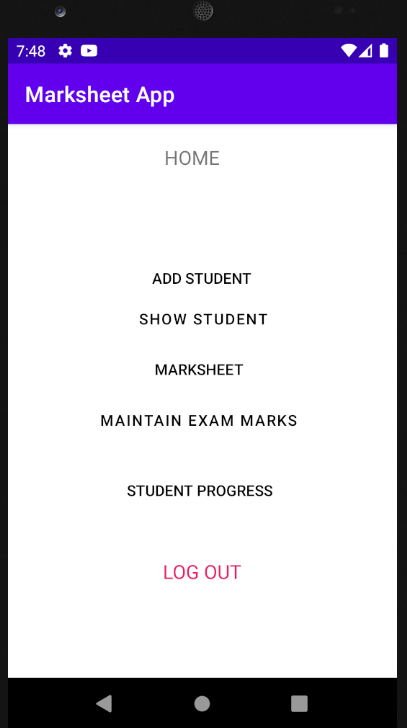 7:48
Marksheet App
HOME
ADD STUDENT
SHOW STUDENT
MARKSHEET
MAINTAIN EXAM MARKS
STUDENT PROGRESS
LOG OUT